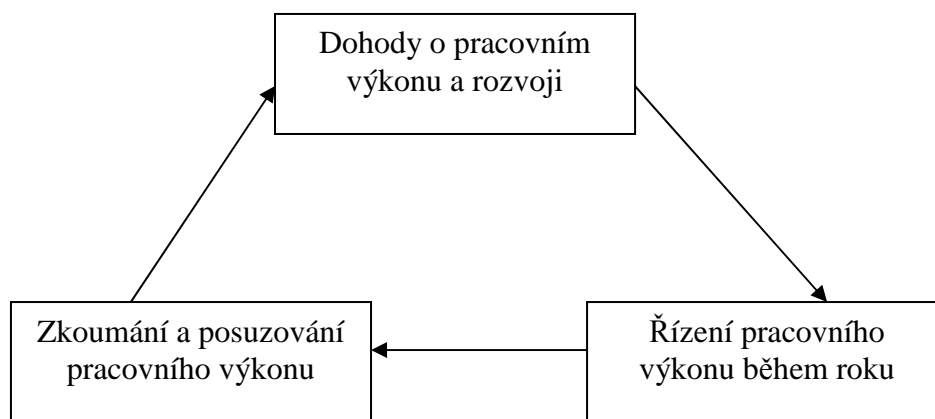 Dohody o pracovním
výkonu a rozvoji
Zkoumání a posuzování
pracovního výkonu
Řízení pracovního
výkonu během roku